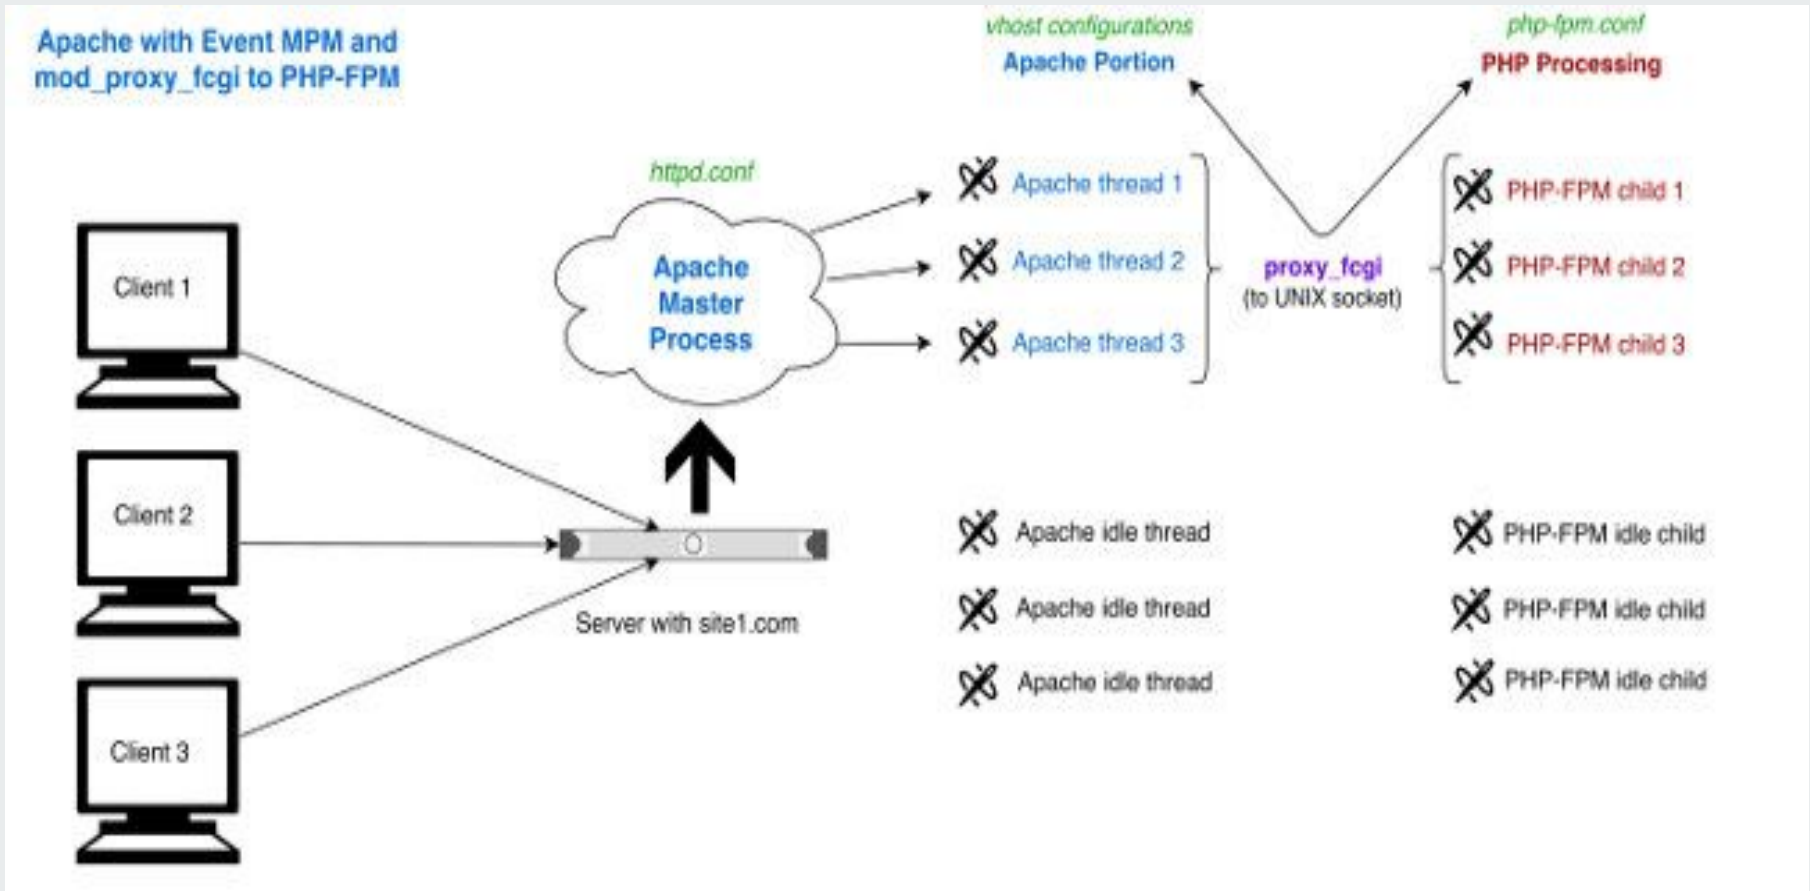 Apache with Event MPM and
mod_proxy_fcgi to PHP-FPM
vhost configurations
Apache Portion
php-fpm.conf
PHP Processing
httpd.conf
Apache
Master
Process
Apache thread 1
Apache thread 2
Apache thread 3
proxy_fcgi
(to UNIX socket)
PHP-FPM child 1
PHP-FPM child 2
PHP-FPM child 3
Client 1
Client 2
Client 3
Server with site1.com
Apache idle thread
Apache idle thread
Apache idle thread
PHP-FPM idle child
PHP-FPM idle child
PHP-FPM idle child